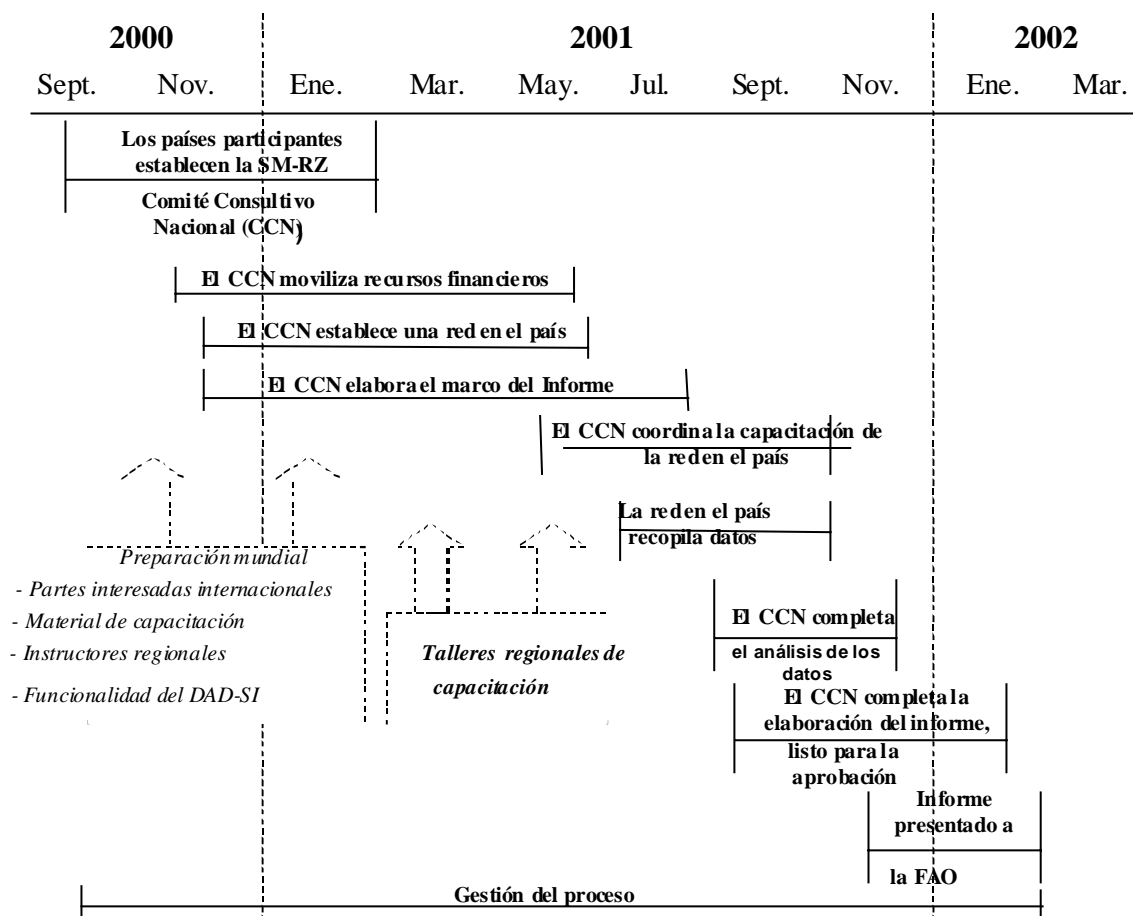 2000 2001 2002
Sept. Nov. Ene. Mar. May. Jul. Sept. Nov. Ene. Mar.
Los países participantes
establecen la SM-RZ
Comité Consultivo
Nacional (CCN)
El CCN moviliza recursos financieros
El CCN establece una red en el país
El CCN elabora el marco del Informe
El CCN coordina la capacitación de
la red en el país
La red en el país
recopila datos
Preparación mundial
- Partes interesadas internacionales
- Material de capacitación
- Instructores regionales
- Funcionalidad del DAD-SI
Talleres regionales de
capacitación
El CCN completa
el análisis de los
datos
El CCN completa la
elaboración del informe,
listo para la
aprobación
Informe
presentado a
la FAO
Gestión del proceso